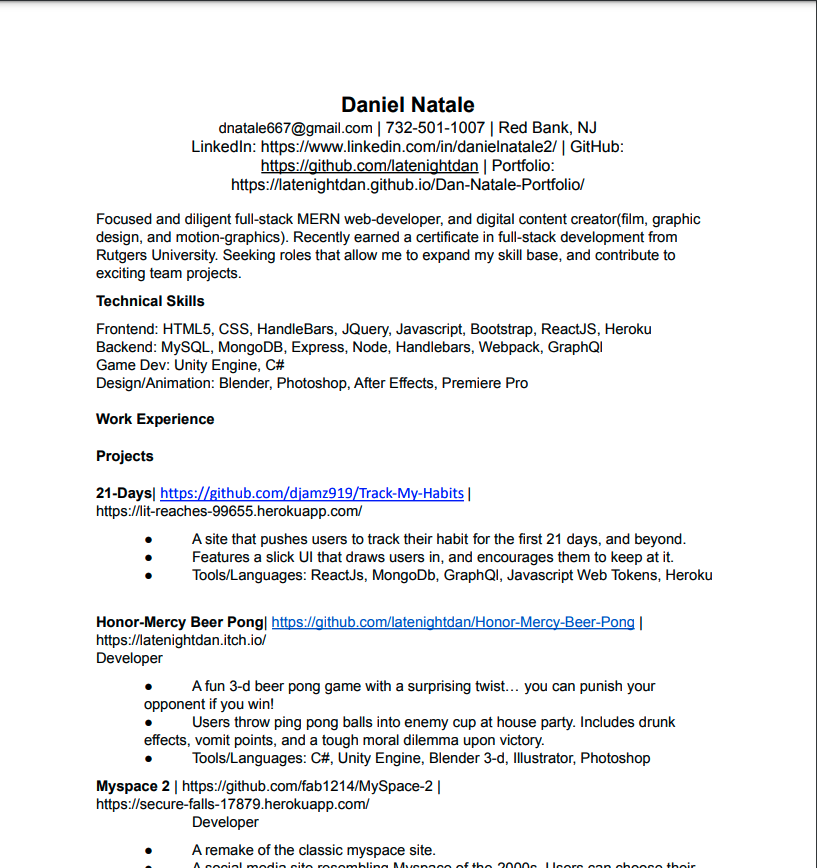 Daniel Natale
dnatale667@gmail.com | 732-501-1007 | Red Bank, NJ
LinkedIn: https://www.linkedin.com/in/danielnatale2/ | GitHub:
https://github.com/latenightdan | Portfolio:
https://latenightdan.github.io/Dan-Natale-Portfolio/
Focused and diligent full-stack MERN web-developer, and digital content creator(film, graphic
design, and motion-graphics). Recently earned a certificate in full-stack development from
Rutgers University. Seeking roles that allow me to expand my skill base, and contribute to
exciting team projects.
Technical Skills
Frontend: HTML5, CSS, HandleBars, JQuery, Javascript, Bootstrap, ReactJS, Heroku
Backend: MySQL, MongoDB, Express, Node, Handlebars, Webpack, GraphQl
Game Dev: Unity Engine, C#
Design/Animation: Blender, Photoshop, After Effects, Premiere Pro
Work Experience
Projects
21-Days| https://github.com/djamz919/Track-My-Habits |
https://lit-reaches-99655.herokuapp.com/
● A site that pushes users to track their habit for the first 21 days, and beyond.
● Features a slick UI that draws users in, and encourages them to keep at it.
● Tools/Languages: ReactJs, MongoDb, GraphQl, Javascript Web Tokens, Heroku
Honor-Mercy Beer Pong| https://github.com/latenightdan/Honor-Mercy-Beer-Pong |
https://latenightdan.itch.io/
Developer
● A fun 3-d beer pong game with a surprising twist… you can punish your
opponent if you win!
● Users throw ping pong balls into enemy cup at house party. Includes drunk
effects, vomit points, and a tough moral dilemma upon victory.
● Tools/Languages: C#, Unity Engine, Blender 3-d, Illustrator, Photoshop
Myspace 2 | https://github.com/fab1214/MySpace-2 |
https://secure-falls-17879.herokuapp.com/
Developer
● A remake of the classic myspace site.
● A social media site resembling Myspace of the 2000s. Users can choose their